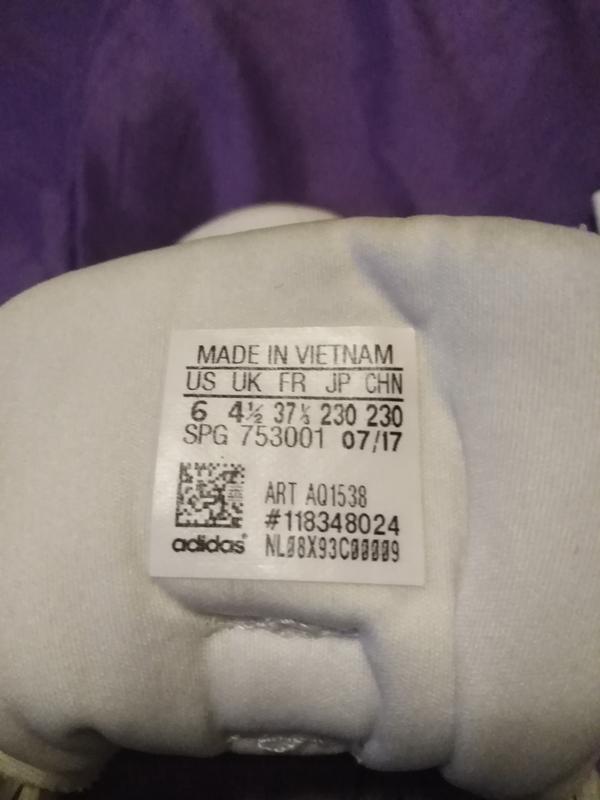 MADE IN VIETNAM
US UK FR JP CHN
6 4½ 37⅓ 230 230
SPG 753001 07/17
ART AQ1538
#118348024
adidas NL08X93C00009